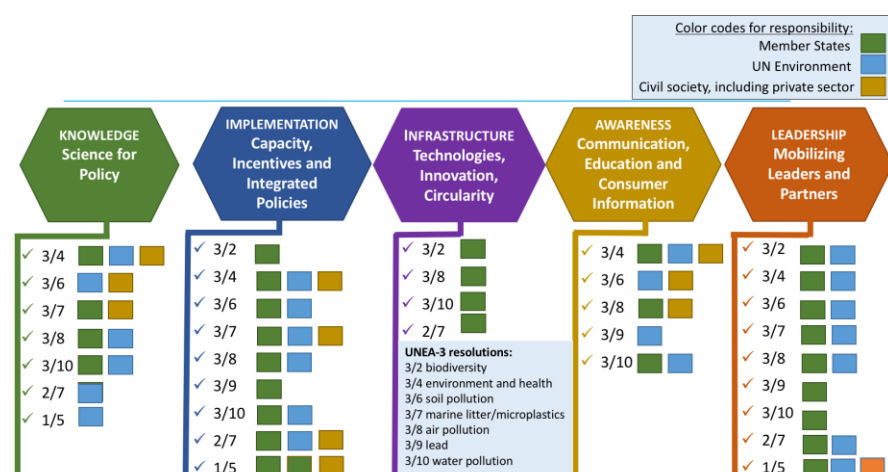 Color codes for responsibility:
Member States
UN Environment
Civil society, including private sector
KNOWLEDGE
Science for
Policy
✓ 3/4
✓ 3/6
✓ 3/7
✓ 3/8
✓ 3/10
✓ 2/7
✓ 1/5
IMPLEMENTATION
Capacity,
Incentives and
Integrated
Policies
✓ 3/2
✓ 3/4
✓ 3/6
✓ 3/7
✓ 3/8
✓ 3/9
✓ 3/10
✓ 2/7
✓ 1/5
INFRASTRUCTURE
Technologies,
Innovation,
Circularity
✓ 3/2
✓ 3/8
✓ 3/10
✓ 2/7
UNEA-3 resolutions:
3/2 biodiversity
3/4 environment and health
3/6 soil pollution
3/7 marine litter/microplastics
3/8 air pollution
3/9 lead
3/10 water pollution
AWARENESS
Communication,
Education and
Consumer
Information
✓ 3/4
✓ 3/6
✓ 3/8
✓ 3/9
✓ 3/10
LEADERSHIP
Mobilizing
Leaders and
Partners
✓ 3/2
✓ 3/4
✓ 3/6
✓ 3/7
✓ 3/8
✓ 3/9
✓ 3/10
✓ 2/7
✓ 1/5